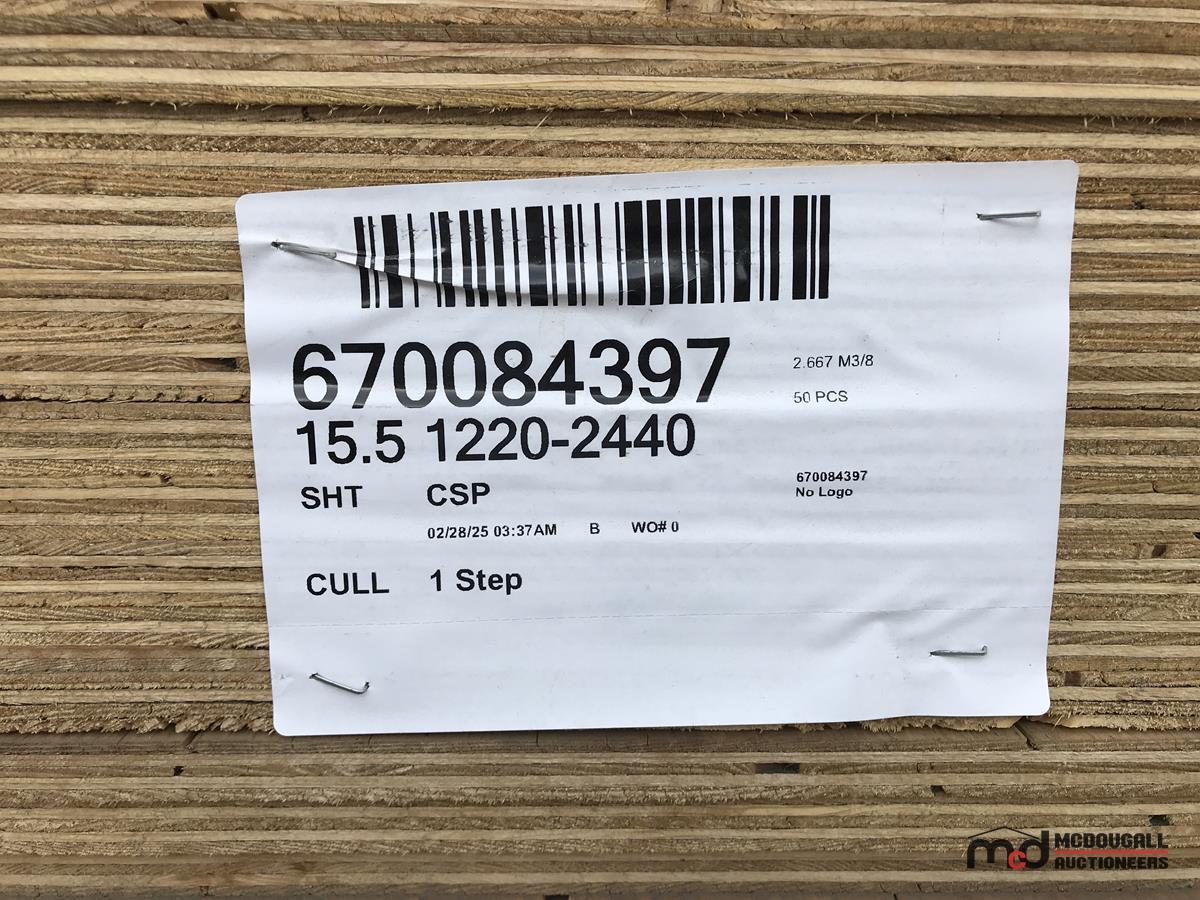 670084397
2.667 M3/8
15.5 1220-2440
50 PCS
SHT CSP
670084397
No Logo
02/28/25 03:37AM B WO# 0
CULL 1 Step
mcd MCDOUGALL
AUCTIONEERS